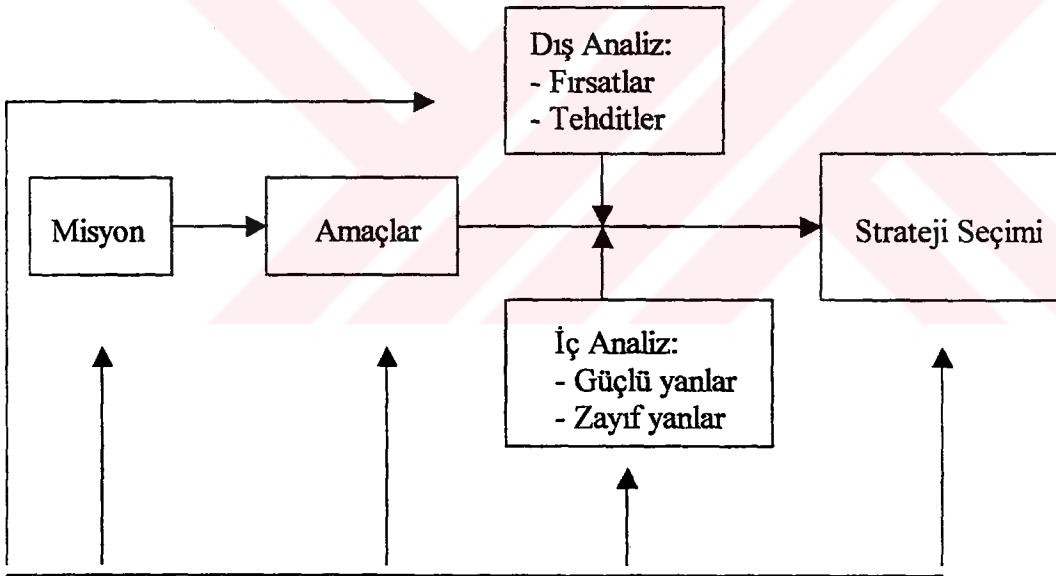 Dış Analiz:
- Fırsatlar
- Tehditler
Misyon
Amaçlar
Strateji Seçimi
İç Analiz:
- Güçlü yanlar
- Zayıf yanlar